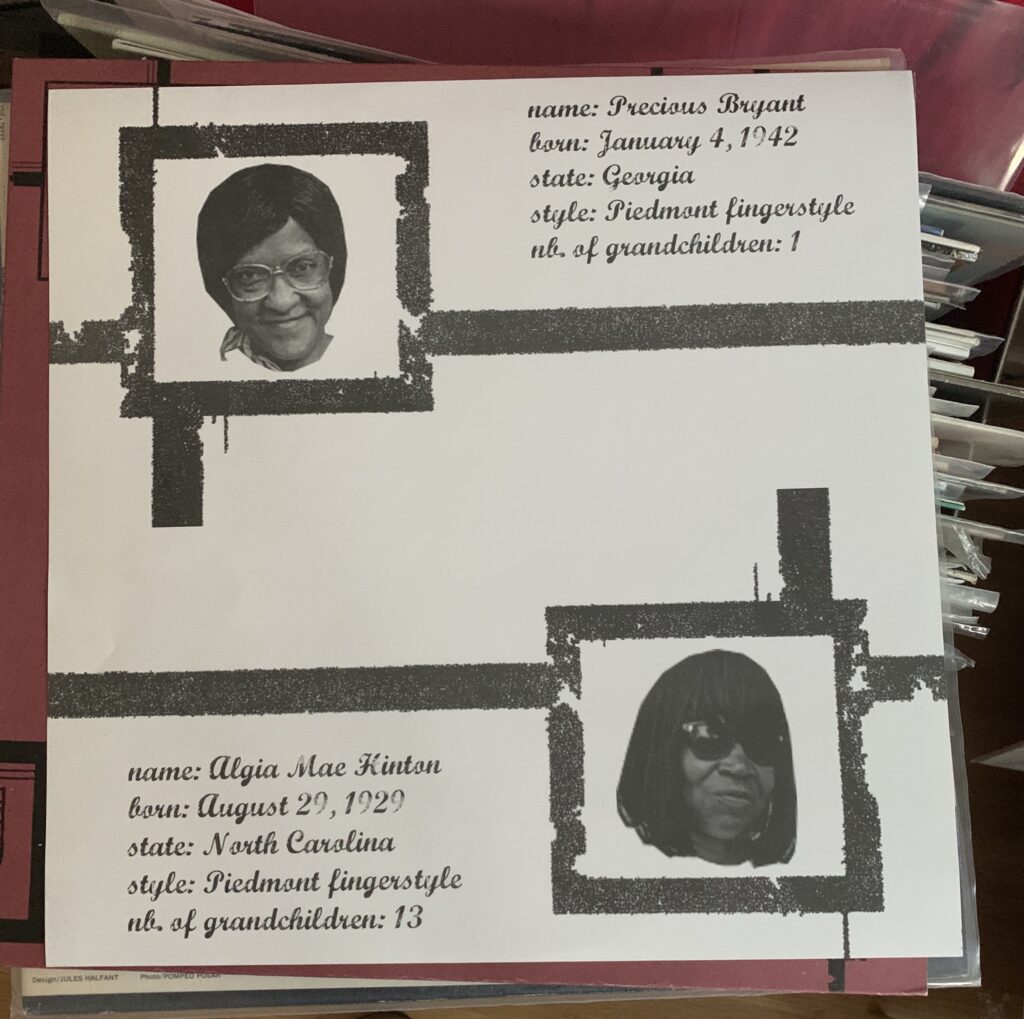 name: Precious Bryant
born: January 4, 1942
state: Georgia
style: Piedmont fingerstyle
nb. of grandchildren: 1
name: Algia Mae Hinton
born: August 29, 1929
state: North Carolina
style: Piedmont fingerstyle
nb. of grandchildren: 13
Design/JULES HALFANT Photo/POMPEO POSAR